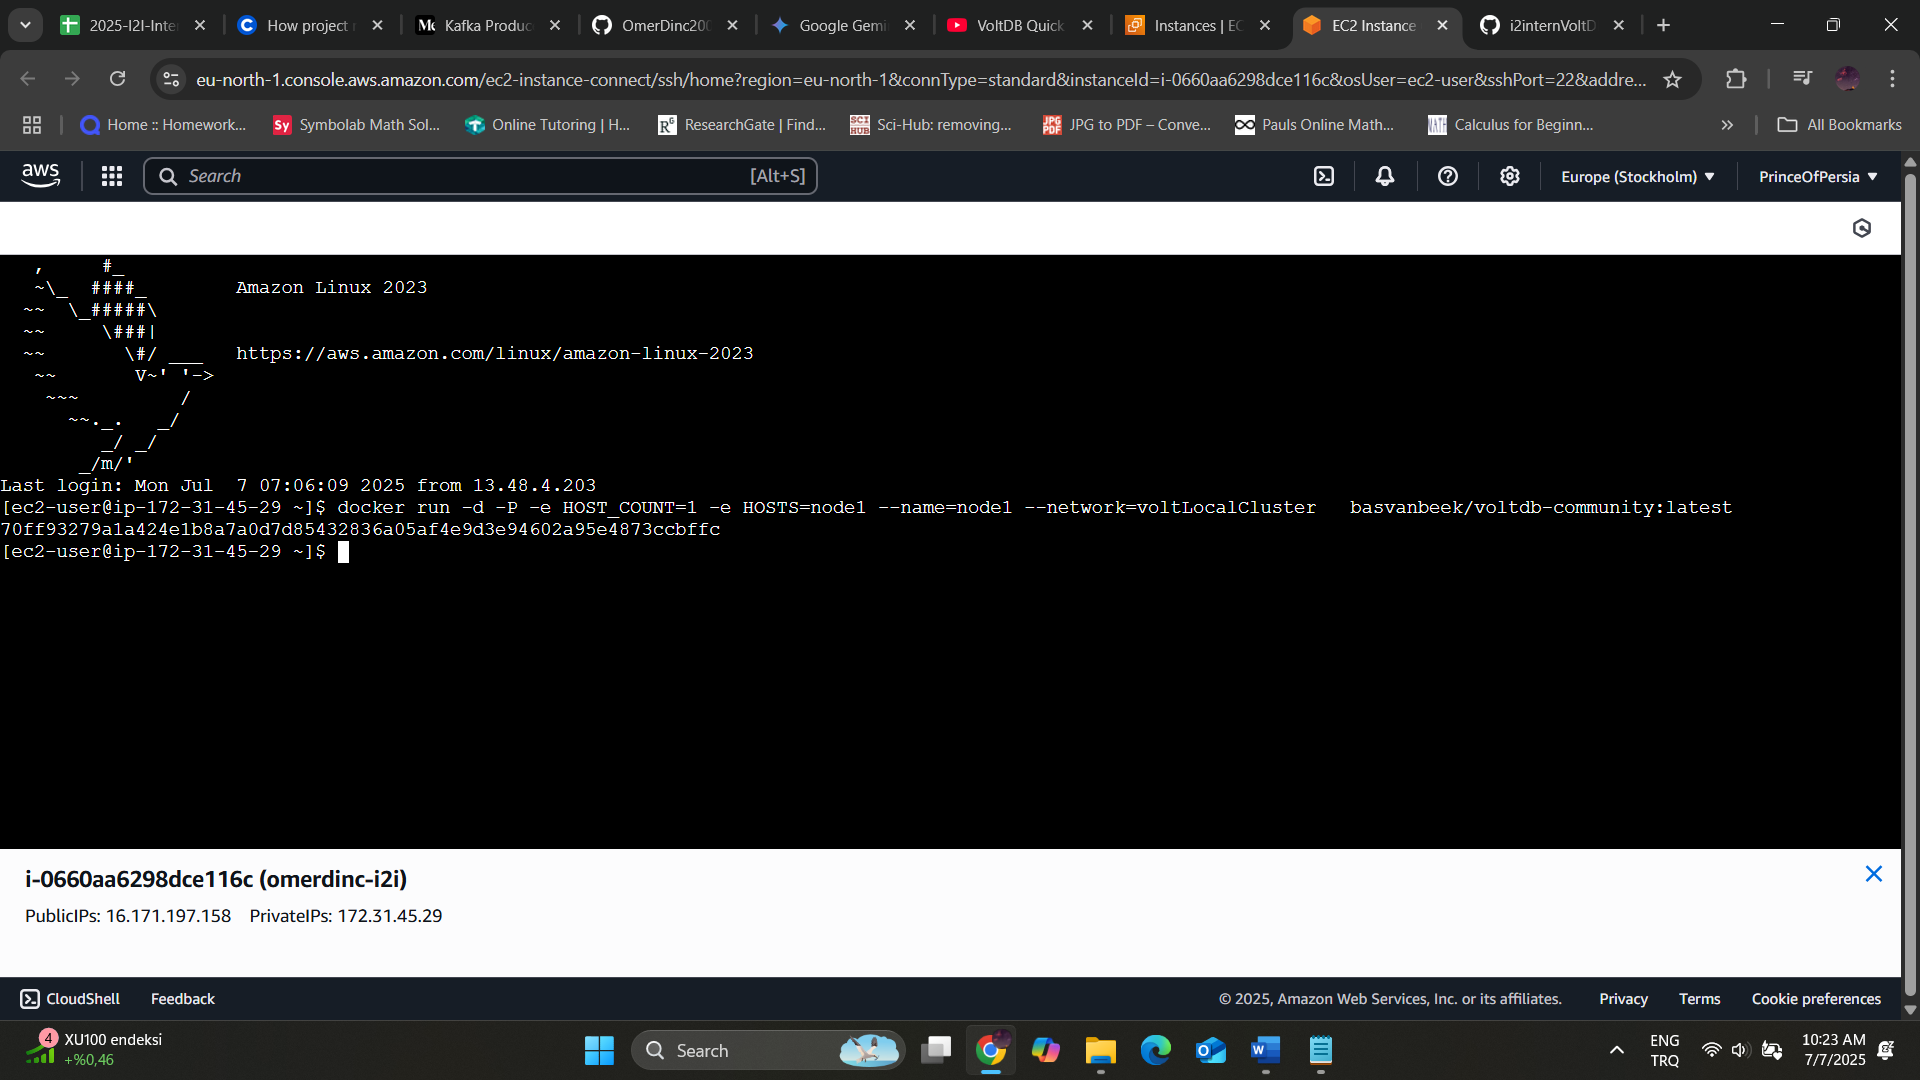 2025-I2I-Inte
How project
Kafka Produc
OmerDinc200
Google Gemi
VoltDB Quick
Instances | EC
EC2 Instance
i2internVoltD
eu-north-1.console.aws.amazon.com/ec2-instance-connect/ssh/home?region=eu-north-1&connType=standard&instanceId=i-0660aa6298dce116c&osUser=ec2-user&sshPort=22&addre...
Home :: Homework...
Sy Symbolab Math Sol...
Online Tutoring | H...
ResearchGate | Find...
SCI HUB Sci-Hub: removing...
JPG PDF JPG to PDF – Conve...
Pauls Online Math...
MATH Calculus for Beginn...
All Bookmarks
aws
Search [Alt+S]
Europe (Stockholm)
PrinceOfPersia
   ,     #_
   ~\_  ####_        Amazon Linux 2023
  ~~  \_#####\
  ~~     \###|
  ~~       \#/ ___   https://aws.amazon.com/linux/amazon-linux-2023
   ~~       V~' '->
    ~~~         /
      ~~._.   _/
         _/ _/
       _/m/'
Last login: Mon Jul  7 07:06:09 2025 from 13.48.4.203
[ec2-user@ip-172-31-45-29 ~]$ docker run -d -P -e HOST_COUNT=1 -e HOSTS=node1 --name=node1 --network=voltLocalCluster   basvanbeek/voltdb-community:latest
70ff93279a1a424e1b8a7a0d7d85432836a05af4e9d3e94602a95e4873ccbffc
[ec2-user@ip-172-31-45-29 ~]$
i-0660aa6298dce116c (omerdinc-i2i)
PublicIPs: 16.171.197.158 PrivateIPs: 172.31.45.29
CloudShell
Feedback
© 2025, Amazon Web Services, Inc. or its affiliates.
Privacy
Terms
Cookie preferences
4
XU100 endeksi
+%0,46
Search
ENG
TRQ
10:23 AM
7/7/2025